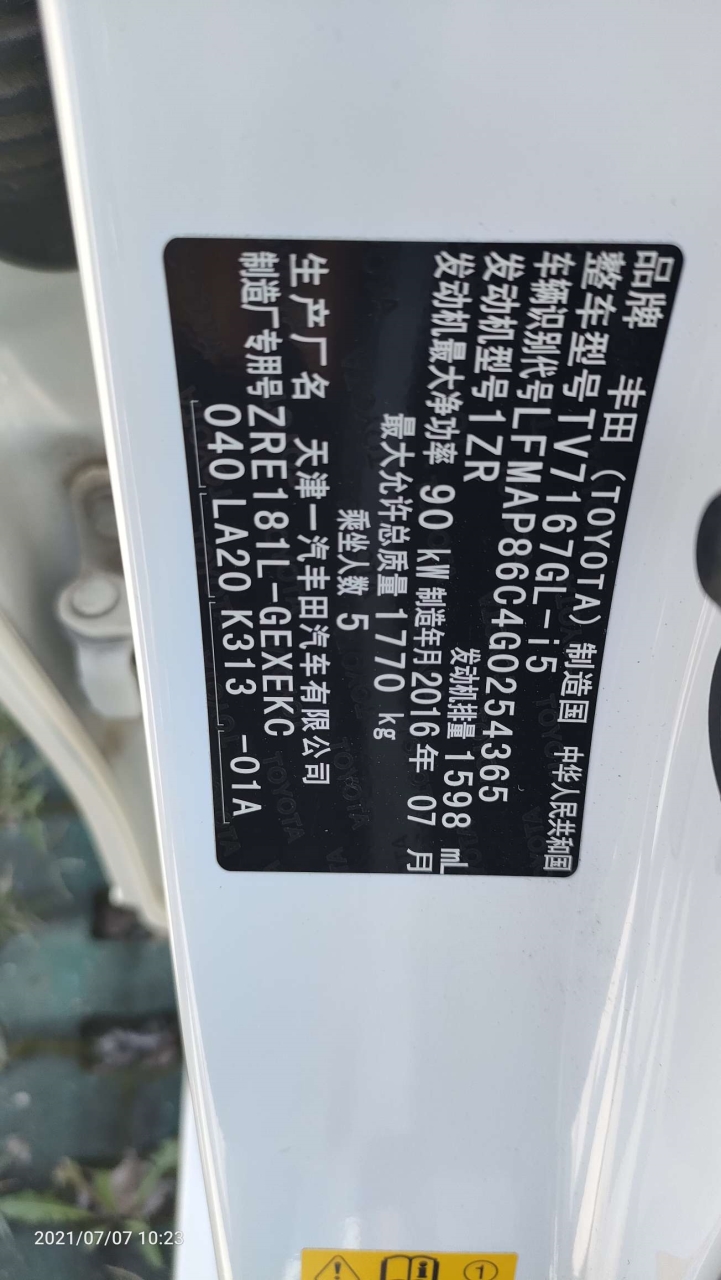 品牌 丰田 (TOYOTA) 制造国 中华人民共和国
整车型号 TV7167GL-i5
车辆识别代号 LFMAP86C4G0254365
发动机型号 1ZR 发动机排量 1598 mL
发动机最大净功率 90 kW 制造年月 2016 年 07 月
最大允许总质量 1770 kg
乘坐人数 5
生产厂名 天津一汽丰田汽车有限公司
制造厂专用号 ZRE181L-GEXEKC
040 LA20 K313 -01A
1
2021/07/07 10:23